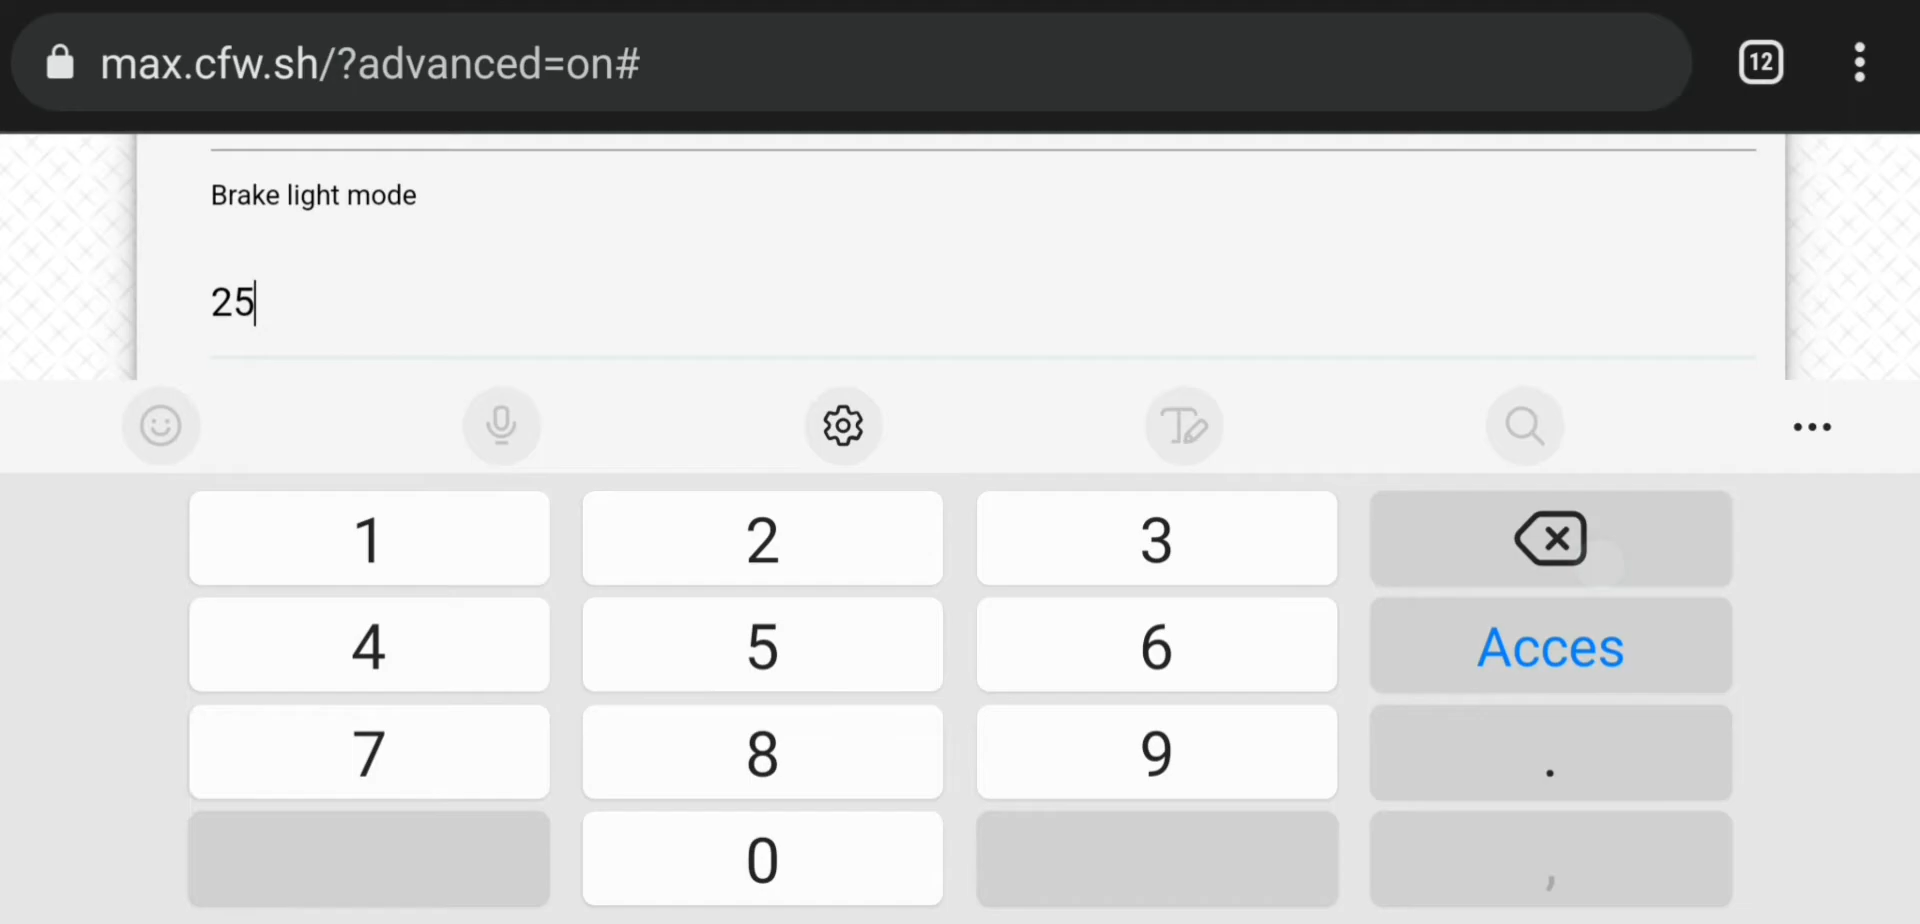 max.cfw.sh/?advanced=on#
12
Brake light mode
25
1 2 3
4 5 6 Acces
7 8 9 .
0 ,